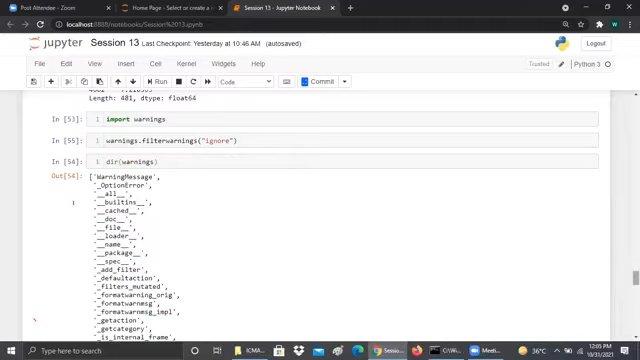 Post Attendee - Zoom
Home Page - Select or create a n
Session 13 - Jupyter Notebook
localhost:8888/notebooks/Session%2013.ipynb
jupyter Session 13 Last Checkpoint: Yesterday at 10:46 AM (autosaved)
Logout
File Edit View Insert Cell Kernel Widgets Help
Trusted
Python 3
Run
Code
Commit
Length: 481, dtype: float64
In [53] 1 import warnings
In [55] 1 warnings.filterwarnings("ignore")
In [54] 1 dir(warnings)
Out[54] ['WarningMessage',
'_OptionError',
'__all__',
'__builtins__',
'__cached__',
'__doc__',
'__file__',
'__loader__',
'__name__',
'__package__',
'__spec__',
'_add_filter',
'_defaultaction',
'_filters_mutated',
'_formatwarning_orig',
'_formatwarnmsg',
'_formatwarnmsg_impl',
'_getaction',
'_getcategory',
'_is_internal_frame',
Type here to search
ICMA...
Sessio...
C:\Wi...
Meeti...
36°C
12:05 PM
10/31/2021